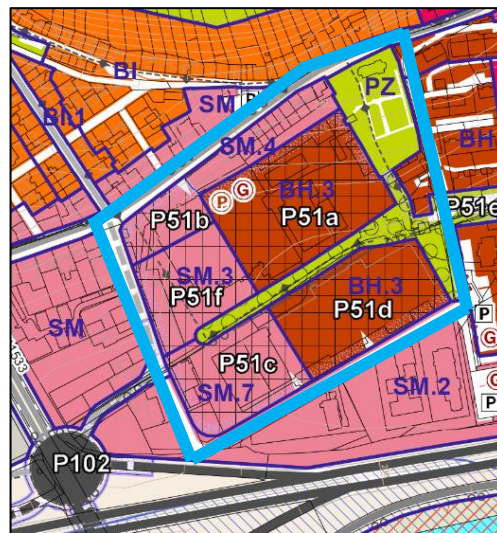 BI
BI.1
SM
P
PZ
SM.4
BH
BH.3
P
G
P51b
P51a
P51e
SM.3
P51f
BH.3
P51d
SM
P51c
SM.7
SM.2
P
G
G
P
1533
P102